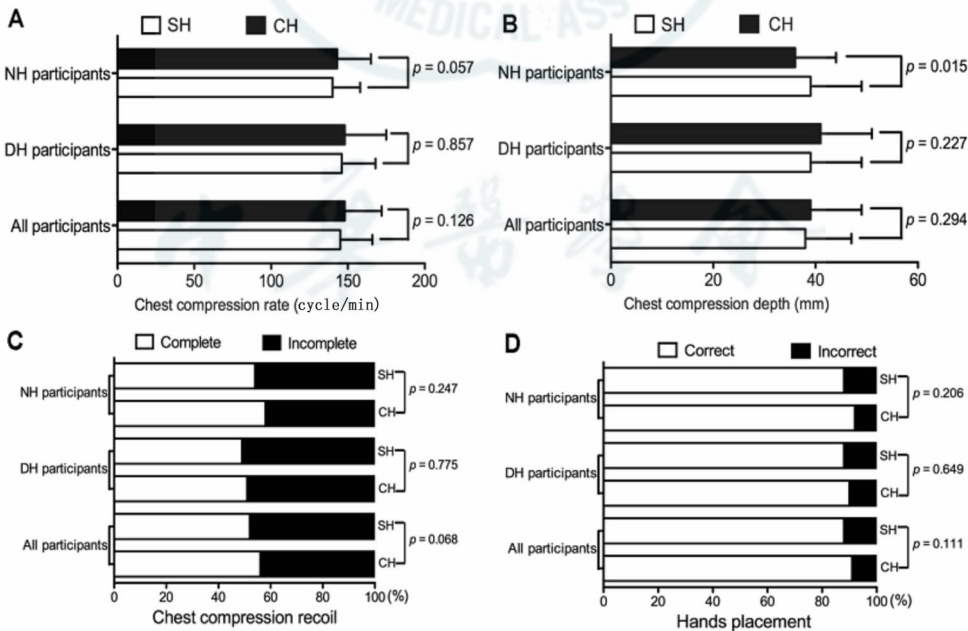 MEDICAL ASS
A
SH CH
NH participants
p = 0.057
DH participants
p = 0.857
All participants
p = 0.126
0 50 100 150 200
Chest compression rate (cycle/min)
B
SH CH
NH participants
p = 0.015
DH participants
p = 0.227
All participants
p = 0.294
0 20 40 60
Chest compression depth (mm)
C
Complete Incomplete
NH participants
SH
CH
p = 0.247
DH participants
SH
CH
p = 0.775
All participants
SH
CH
p = 0.068
0 20 40 60 80 100 (%)
Chest compression recoil
D
Correct Incorrect
NH participants
SH
CH
p = 0.206
DH participants
SH
CH
p = 0.649
All participants
SH
CH
p = 0.111
0 20 40 60 80 100 (%)
Hands placement